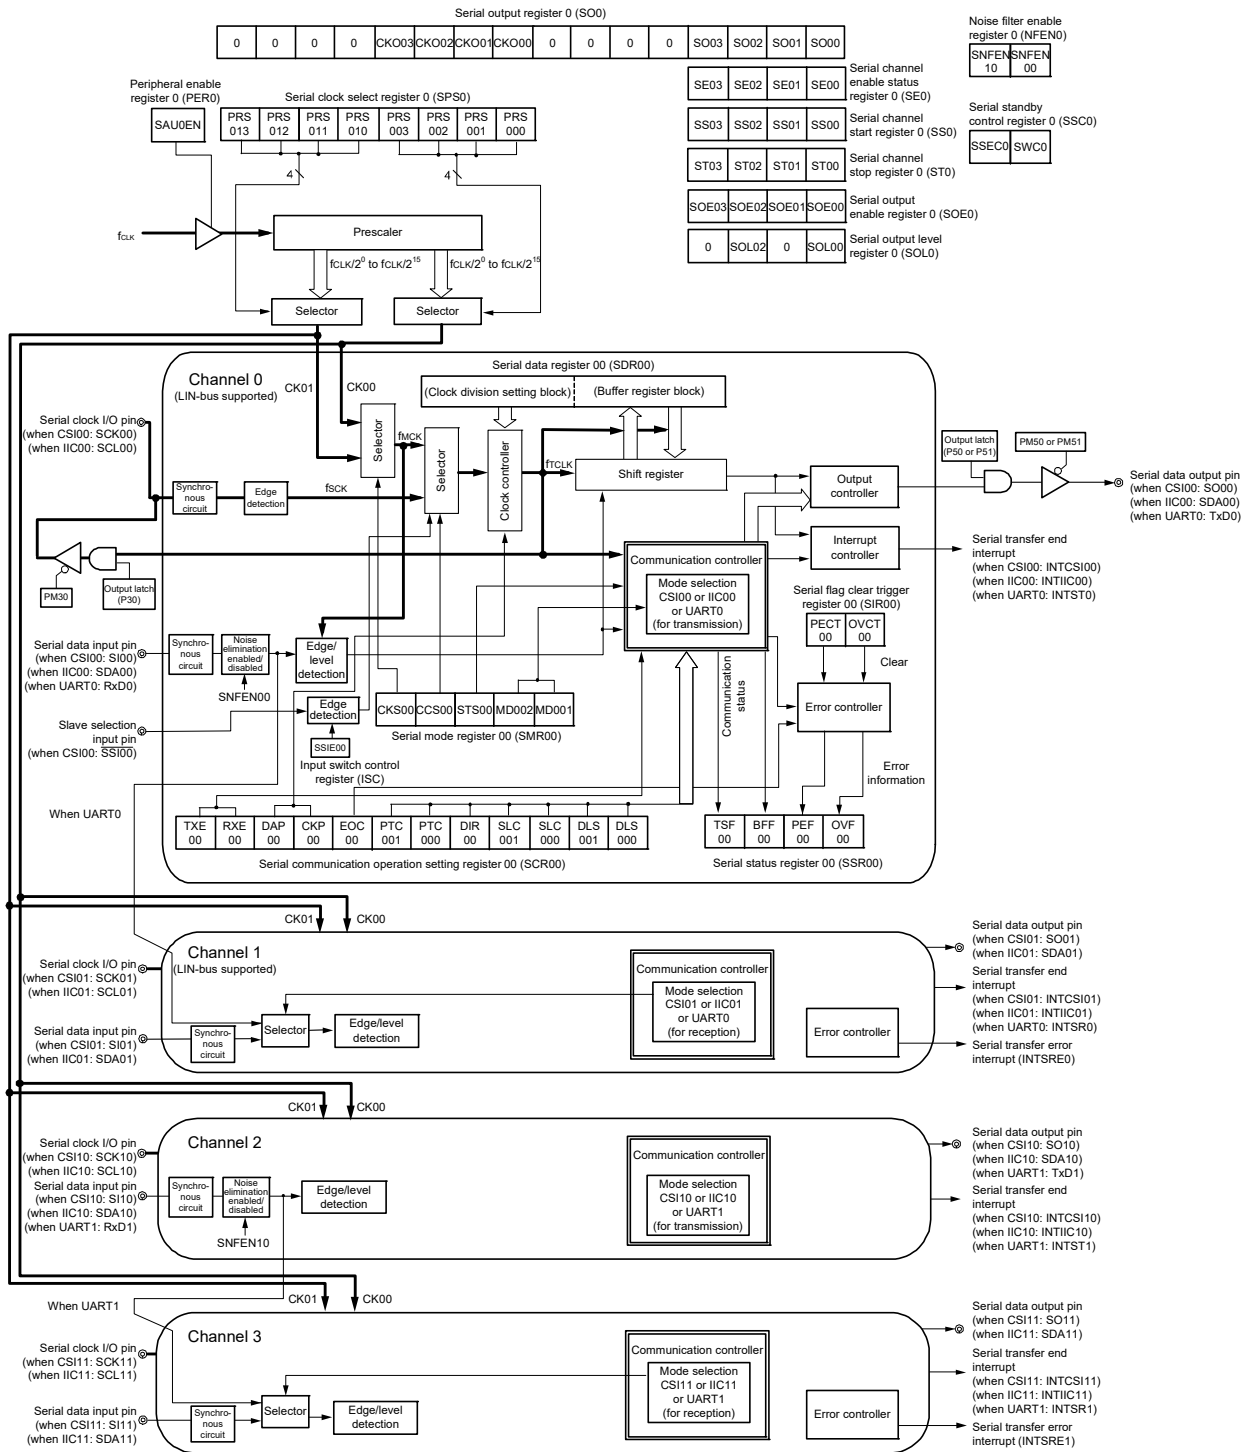 Serial output register 0 (SO0)
0 0 0 0 CKO03 CKO02 CKO01 CKO00 0 0 0 0 SO03 SO02 SO01 SO00
Noise filter enable
register 0 (NFEN0)
SNFEN SNFEN
10 00
Peripheral enable
register 0 (PER0)
SAU0EN
Serial clock select register 0 (SPS0)
PRS PRS PRS PRS PRS PRS PRS PRS
013 012 011 010 003 002 001 000
4
4
SE03 SE02 SE01 SE00
Serial channel
enable status
register 0 (SE0)
SS03 SS02 SS01 SS00
Serial channel
start register 0 (SS0)
ST03 ST02 ST01 ST00
Serial channel
stop register 0 (ST0)
SOE03 SOE02 SOE01 SOE00
Serial output
enable register 0 (SOE0)
0 SOL02 0 SOL00
Serial output level
register 0 (SOL0)
Serial standby
control register 0 (SSC0)
SSEC0 SWC0
fCLK
Prescaler
fCLK/2⁰ to fCLK/2¹⁵
fCLK/2⁰ to fCLK/2¹⁵
Selector
Selector
Channel 0
(LIN-bus supported)
CK01
CK00
Serial data register 00 (SDR00)
(Clock division setting block)
(Buffer register block)
Serial clock I/O pin
(when CSI00: SCK00)
(when IIC00: SCL00)
Selector
fMCK
Selector
Clock controller
fTCLK
Shift register
Output
controller
Output latch
(P50 or P51)
PM50 or PM51
Serial data output pin
(when CSI00: SO00)
(when IIC00: SDA00)
(when UART0: TxD0)
Synchro-
nous
circuit
Edge
detection
fSCK
Interrupt
controller
Serial transfer end
interrupt
(when CSI00: INTCSI00)
(when IIC00: INTIIC00)
(when UART0: INTST0)
PM30
Output latch
(P30)
Communication controller
Mode selection
CSI00 or IIC00
or UART0
(for transmission)
Serial flag clear trigger
register 00 (SIR00)
PECT OVCT
00 00
Clear
Serial data input pin
(when CSI00: SI00)
(when IIC00: SDA00)
(when UART0: RxD0)
Synchro-
nous
circuit
Noise
elimination
enabled/
disabled
SNFEN00
Edge/
level
detection
Communication
status
Error controller
Error
information
Slave selection
input pin
(when CSI00: SSI00)
Edge
detection
SSIE00
Input switch control
register (ISC)
CKS00 CCS00 STS00 MD002 MD001
Serial mode register 00 (SMR00)
When UART0
TXE RXE DAP CKP EOC PTC PTC DIR SLC SLC DLS DLS
00 00 00 00 00 001 000 00 001 000 001 000
Serial communication operation setting register 00 (SCR00)
TSF BFF PEF OVF
00 00 00 00
Serial status register 00 (SSR00)
CK01
CK00
Channel 1
(LIN-bus supported)
Serial clock I/O pin
(when CSI01: SCK01)
(when IIC01: SCL01)
Serial data input pin
(when CSI01: SI01)
(when IIC01: SDA01)
Synchro-
nous
circuit
Selector
Edge/level
detection
Communication controller
Mode selection
CSI01 or IIC01
or UART0
(for reception)
Error controller
Serial data output pin
(when CSI01: SO01)
(when IIC01: SDA01)
Serial transfer end
interrupt
(when CSI01: INTCSI01)
(when IIC01: INTIIC01)
(when UART0: INTSR0)
Serial transfer error
interrupt (INTSRE0)
CK01
CK00
Channel 2
Serial clock I/O pin
(when CSI10: SCK10)
(when IIC10: SCL10)
Serial data input pin
(when CSI10: SI10)
(when IIC10: SDA10)
(when UART1: RxD1)
Synchro-
nous
circuit
Noise
elimination
enabled/
disabled
SNFEN10
Edge/level
detection
Communication controller
Mode selection
CSI10 or IIC10
or UART1
(for transmission)
Serial data output pin
(when CSI10: SO10)
(when IIC10: SDA10)
(when UART1: TxD1)
Serial transfer end
interrupt
(when CSI10: INTCSI10)
(when IIC10: INTIIC10)
(when UART1: INTST1)
When UART1
CK01
CK00
Channel 3
Serial clock I/O pin
(when CSI11: SCK11)
(when IIC11: SCL11)
Serial data input pin
(when CSI11: SI11)
(when IIC11: SDA11)
Synchro-
nous
circuit
Selector
Edge/level
detection
Communication controller
Mode selection
CSI11 or IIC11
or UART1
(for reception)
Error controller
Serial data output pin
(when CSI11: SO11)
(when IIC11: SDA11)
Serial transfer end
interrupt
(when CSI11: INTCSI11)
(when IIC11: INTIIC11)
(when UART1: INTSR1)
Serial transfer error
interrupt (INTSRE1)